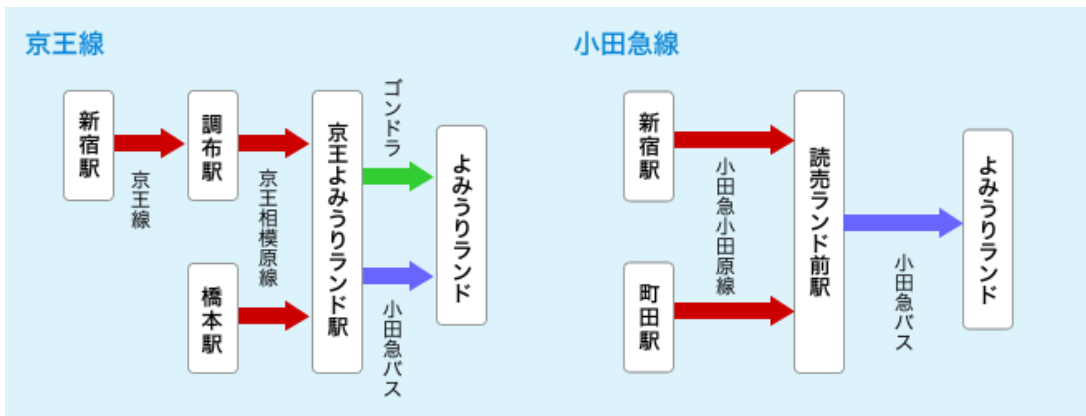 京王線
新宿駅
京王線
調布駅
京王相模原線
橋本駅
京王よみうりランド駅
ゴンドラ
小田急バス
よみうりランド
小田急線
新宿駅
小田急小田原線
町田駅
読売ランド前駅
小田急バス
よみうりランド